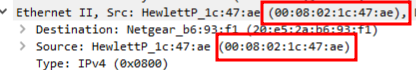 Ethernet II, Src: HewlettP_1c:47:ae (00:08:02:1c:47:ae),
Destination: Netgear_b6:93:f1 (20:e5:2a:b6:93:f1)
Source: HewlettP_1c:47:ae (00:08:02:1c:47:ae)
Type: IPv4 (0x0800)